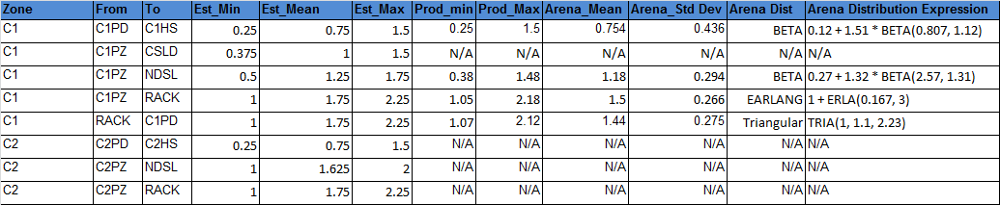 Zone From To Est_Min Est_Mean Est_Max Prod_min Prod_Max Arena_Mean Arena_Std Dev Arena Dist Arena Distribution Expression
C1 C1PD C1HS 0.25 0.75 1.5 0.25 1.5 0.754 0.436 BETA 0.12 + 1.51 * BETA(0.807, 1.12)
C1 C1PZ CSLD 0.375 1 1.5 N/A N/A N/A N/A N/A N/A
C1 C1PZ NDSL 0.5 1.25 1.75 0.38 1.48 1.18 0.294 BETA 0.27 + 1.32 * BETA(2.57, 1.31)
C1 C1PZ RACK 1 1.75 2.25 1.05 2.18 1.5 0.266 EARLANG 1 + ERLA(0.167, 3)
C1 RACK C1PD 1 1.75 2.25 1.07 2.12 1.44 0.275 Triangular TRIA(1, 1.1, 2.23)
C2 C2PD C2HS 0.25 0.75 1.5 N/A N/A N/A N/A N/A N/A
C2 C2PZ NDSL 1 1.625 2 N/A N/A N/A N/A N/A N/A
C2 C2PZ RACK 1 1.75 2.25 N/A N/A N/A N/A N/A N/A